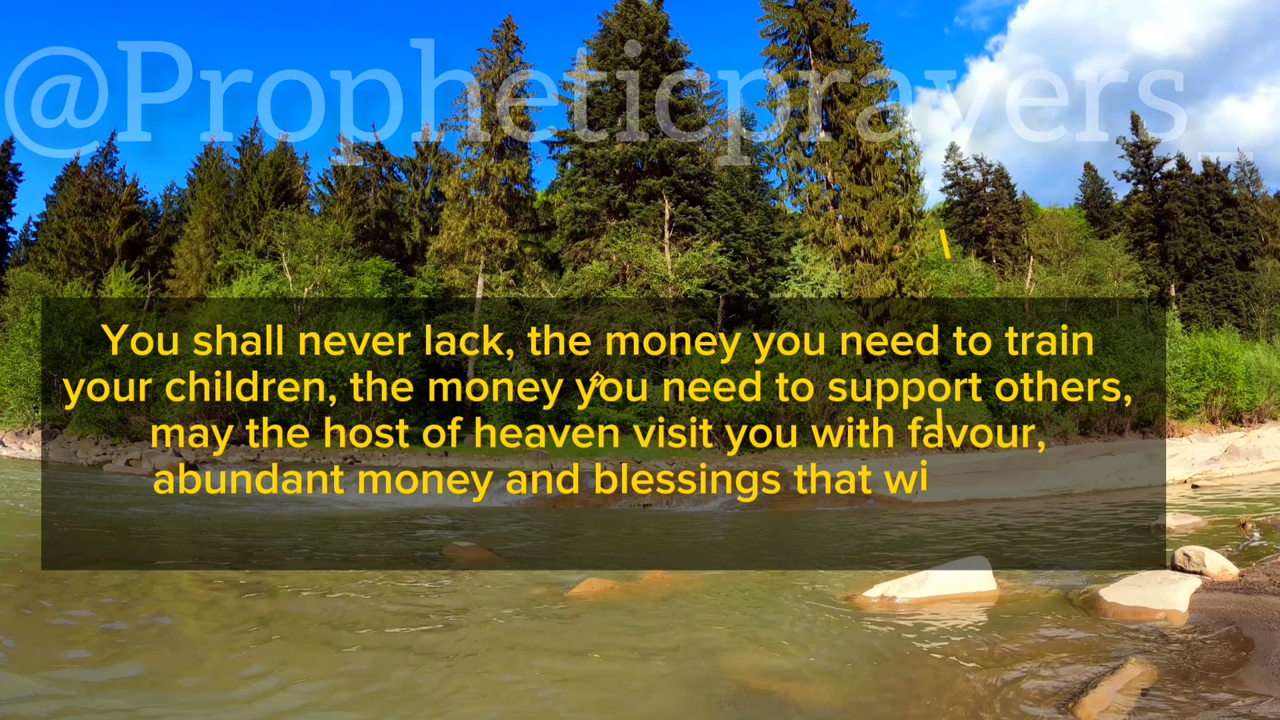 @Propheticprayers_
You shall never lack, the money you need to train
your children, the money you need to support others,
may the host of heaven visit you with favour,
abundant money and blessings that wi